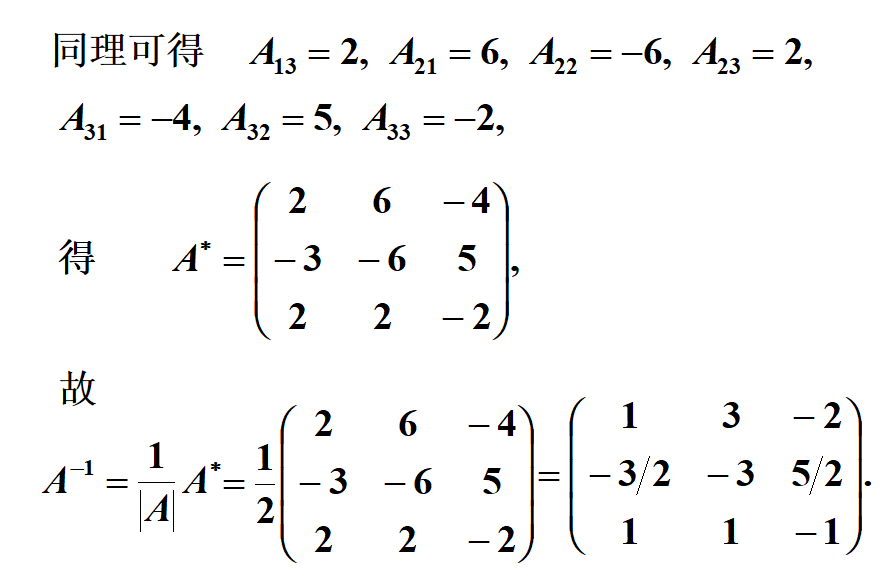 同理可得 A₁₃ = 2, A₂₁ = 6, A₂₂ = −6, A₂₃ = 2,
A₃₁ = −4, A₃₂ = 5, A₃₃ = −2,
得 A* = ( 2 6 −4 ; −3 −6 5 ; 2 2 −2 ),
故
A⁻¹ = 1/|A| A* = 1/2 ( 2 6 −4 ; −3 −6 5 ; 2 2 −2 ) = ( 1 3 −2 ; −3/2 −3 5/2 ; 1 1 −1 ).